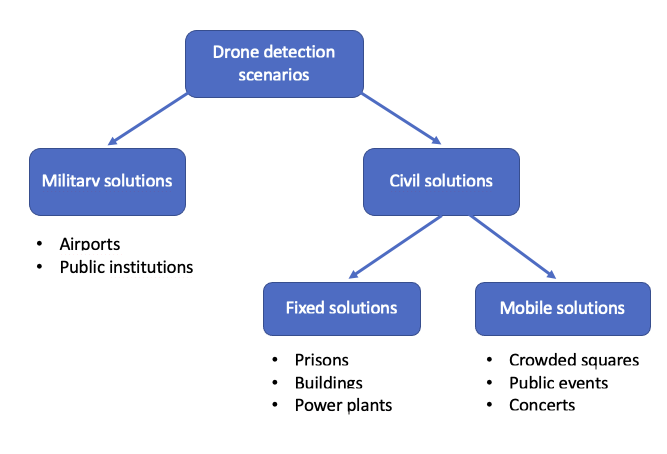 Drone detection
scenarios
Military solutions
Civil solutions
• Airports
• Public institutions
Fixed solutions
Mobile solutions
• Prisons
• Buildings
• Power plants
• Crowded squares
• Public events
• Concerts